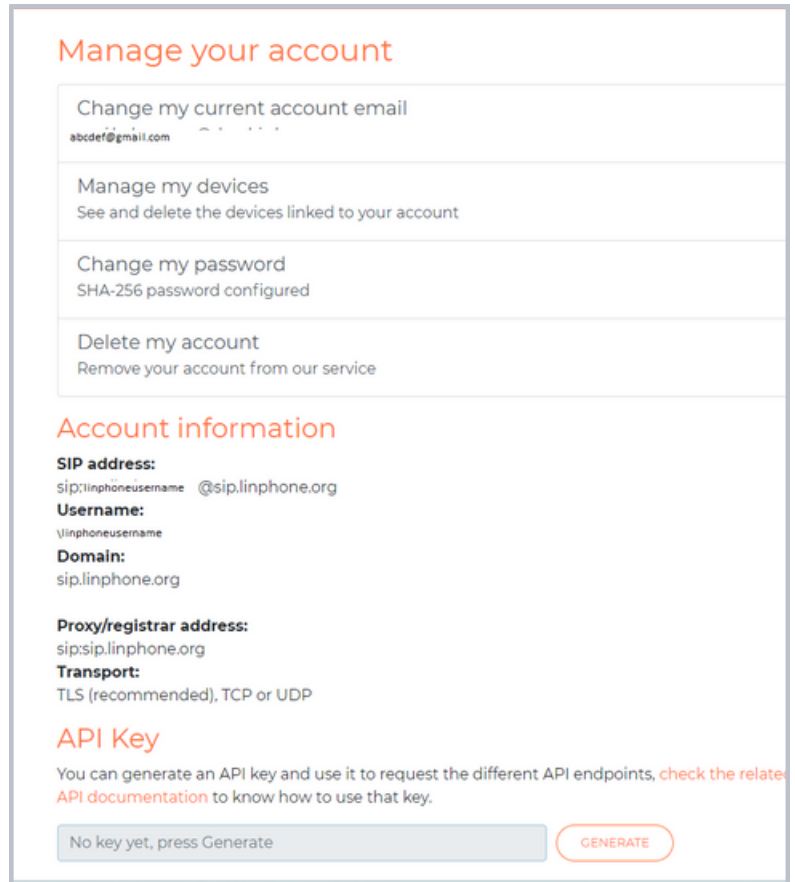 Manage your account
Change my current account email
abcdef@gmail.com
Manage my devices
See and delete the devices linked to your account
Change my password
SHA-256 password configured
Delete my account
Remove your account from our service
Account information
SIP address:
sip:linphoneusername @sip.linphone.org
Username:
\linphoneusername
Domain:
sip.linphone.org
Proxy/registrar address:
sip:sip.linphone.org
Transport:
TLS (recommended), TCP or UDP
API Key
You can generate an API key and use it to request the different API endpoints, check the relate
API documentation to know how to use that key.
No key yet, press Generate
GENERATE